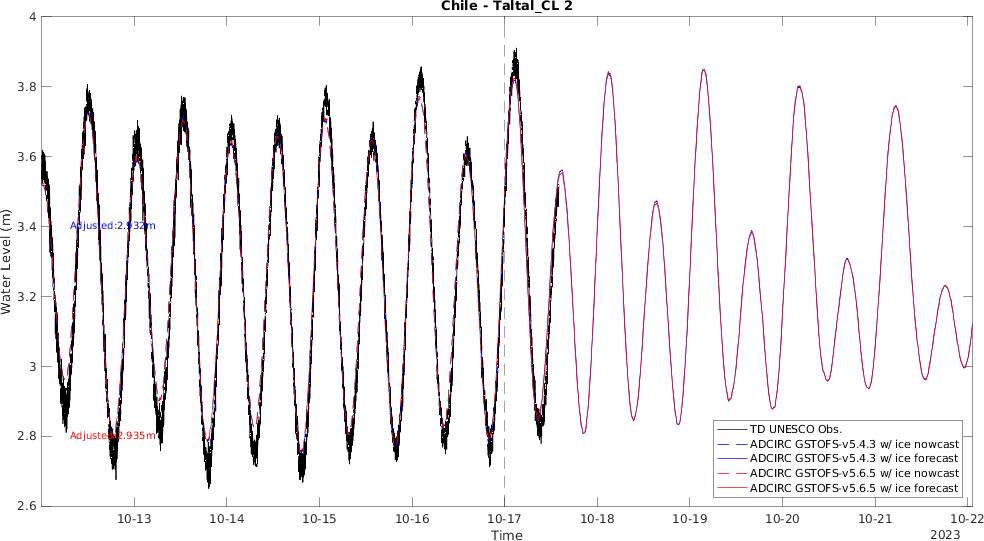 Chile - Taltal_CL 2
4
3.8
3.6
3.4
3.2
3
2.8
2.6
Water Level (m)
Adjusted:2.932m
Adjusted:2.935m
TD UNESCO Obs.
ADCIRC GSTOFS-v5.4.3 w/ ice nowcast
ADCIRC GSTOFS-v5.4.3 w/ ice forecast
ADCIRC GSTOFS-v5.6.5 w/ ice nowcast
ADCIRC GSTOFS-v5.6.5 w/ ice forecast
10-13 10-14 10-15 10-16 10-17 10-18 10-19 10-20 10-21 10-22
Time
2023